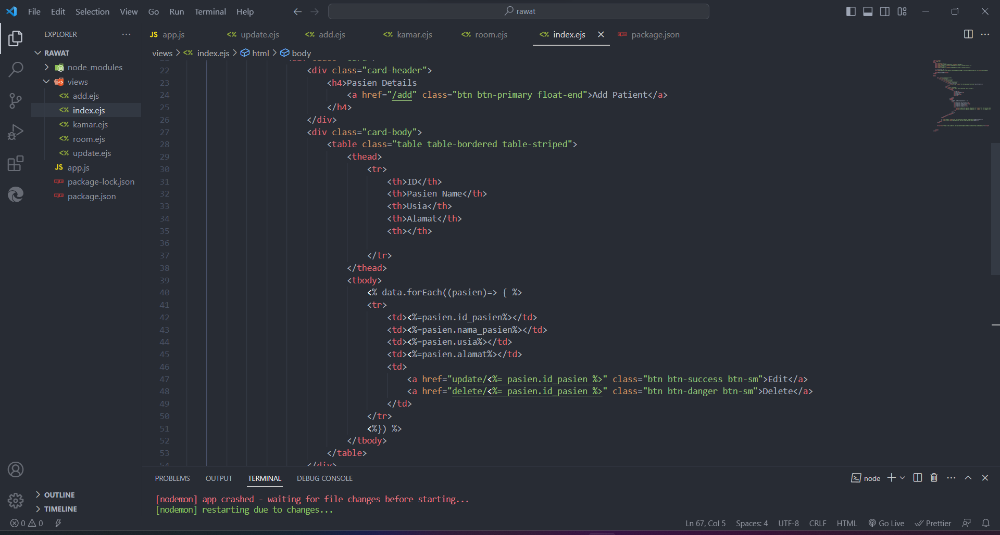 File Edit Selection View Go Run Terminal Help
rawat
EXPLORER
RAWAT
node_modules
views
<% add.ejs
<% index.ejs
<% kamar.ejs
<% room.ejs
<% update.ejs
JS app.js
package-lock.json
package.json
OUTLINE
TIMELINE
JS app.js <% update.ejs <% add.ejs <% kamar.ejs <% room.ejs <% index.ejs package.json
views > <% index.ejs > html > body
22 <div class="card-header">
23 <h4>Pasien Details
24 <a href="/add" class="btn btn-primary float-end">Add Patient</a>
25 </h4>
26 </div>
27 <div class="card-body">
28 <table class="table table-bordered table-striped">
29 <thead>
30 <tr>
31 <th>ID</th>
32 <th>Pasien Name</th>
33 <th>Usia</th>
34 <th>Alamat</th>
35 <th></th>
36
37 </tr>
38 </thead>
39 <tbody>
40 <% data.forEach((pasien)=> { %>
41 <tr>
42 <td><%=pasien.id_pasien%></td>
43 <td><%=pasien.nama_pasien%></td>
44 <td><%=pasien.usia%></td>
45 <td><%=pasien.alamat%></td>
46 <td>
47 <a href="update/<%= pasien.id_pasien %>" class="btn btn-success btn-sm">Edit</a>
48 <a href="delete/<%= pasien.id_pasien %>" class="btn btn-danger btn-sm">Delete</a>
49 </td>
50 </tr>
51 <%}) %>
52 </tbody>
53 </table>
54 </div>
PROBLEMS OUTPUT TERMINAL DEBUG CONSOLE
node
[nodemon] app crashed - waiting for file changes before starting...
[nodemon] restarting due to changes...
0 0
Ln 67, Col 5 Spaces: 4 UTF-8 CRLF HTML Go Live Prettier